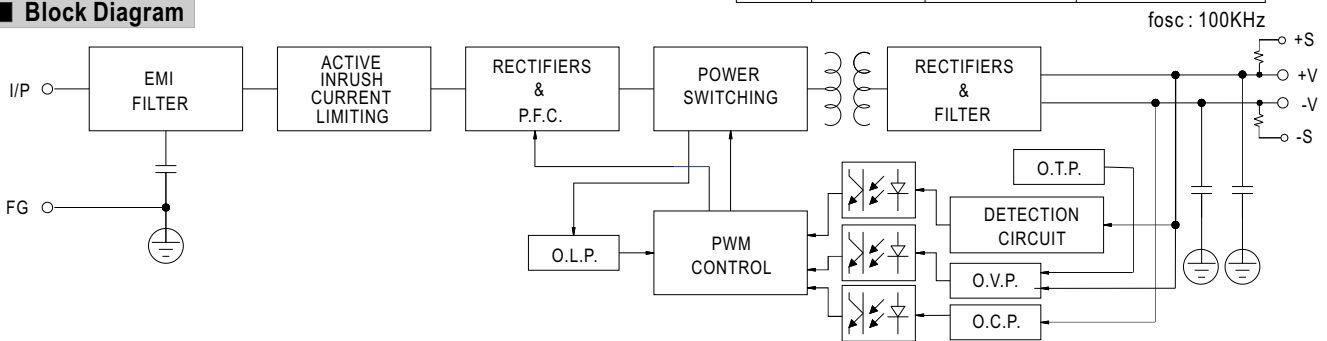 Block Diagram
fosc : 100KHz
I/P
EMI
FILTER
ACTIVE
INRUSH
CURRENT
LIMITING
RECTIFIERS
&
P.F.C.
POWER
SWITCHING
RECTIFIERS
&
FILTER
+S
+V
-V
-S
FG
O.L.P.
PWM
CONTROL
O.T.P.
DETECTION
CIRCUIT
O.V.P.
O.C.P.